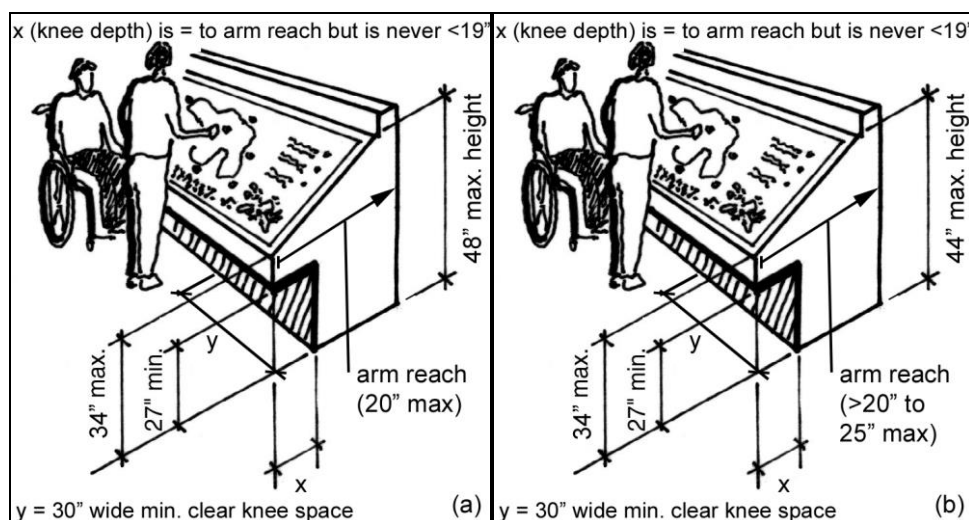 x (knee depth) is = to arm reach but is never <19"
48” max. height
y
34” max.
27" min.
arm reach
(20” max)
x
y = 30” wide min. clear knee space
(a)
x (knee depth) is = to arm reach but is never <19"
44” max. height
y
34” max.
27" min.
arm reach
(>20” to
25” max)
x
y = 30” wide min. clear knee space
(b)